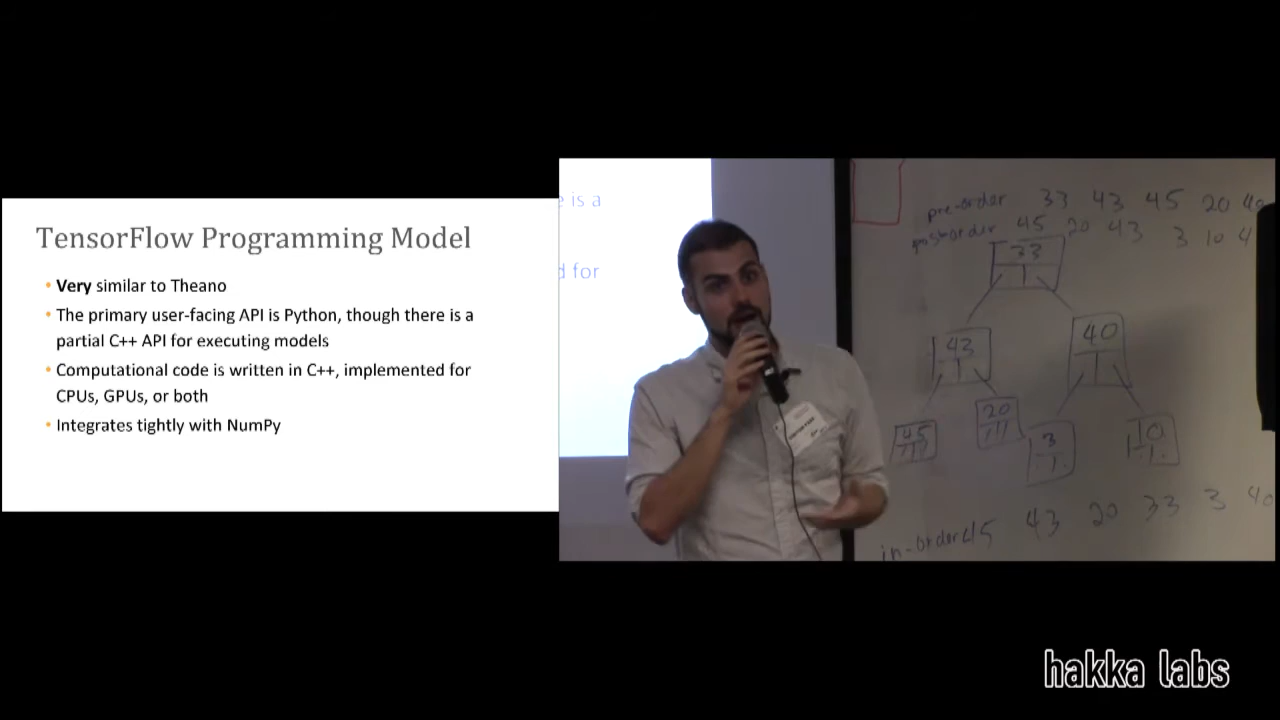 TensorFlow Programming Model
• Very similar to Theano
• The primary user-facing API is Python, though there is a
partial C++ API for executing models
• Computational code is written in C++, implemented for
CPUs, GPUs, or both
• Integrates tightly with NumPy
e is a
d for
pre-order 33 43 45 20 40
postorder 45 20 43 3 10 4
33
43
40
45
20
3
10
in-order 45 43 20 33 3 40
hakka labs